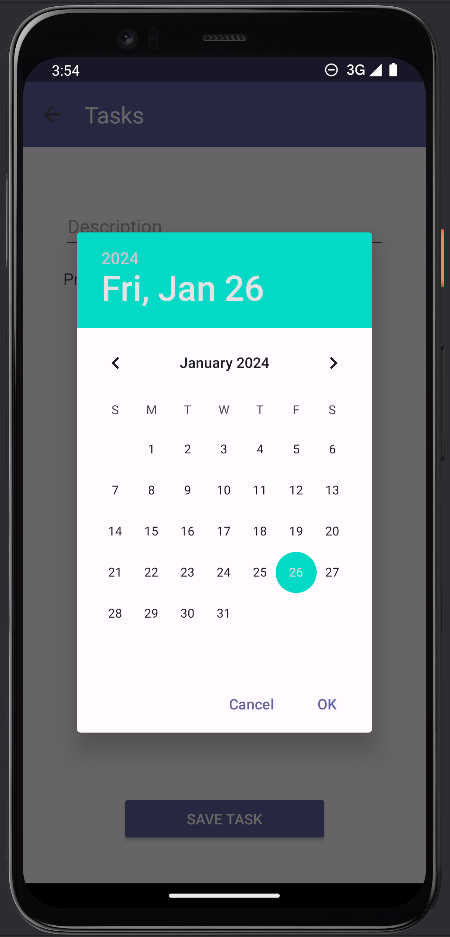 3:54 3G
Tasks
Description
Pr
2024
Fri, Jan 26
January 2024
S M T W T F S
1 2 3 4 5 6
7 8 9 10 11 12 13
14 15 16 17 18 19 20
21 22 23 24 25 26 27
28 29 30 31
Cancel OK
SAVE TASK